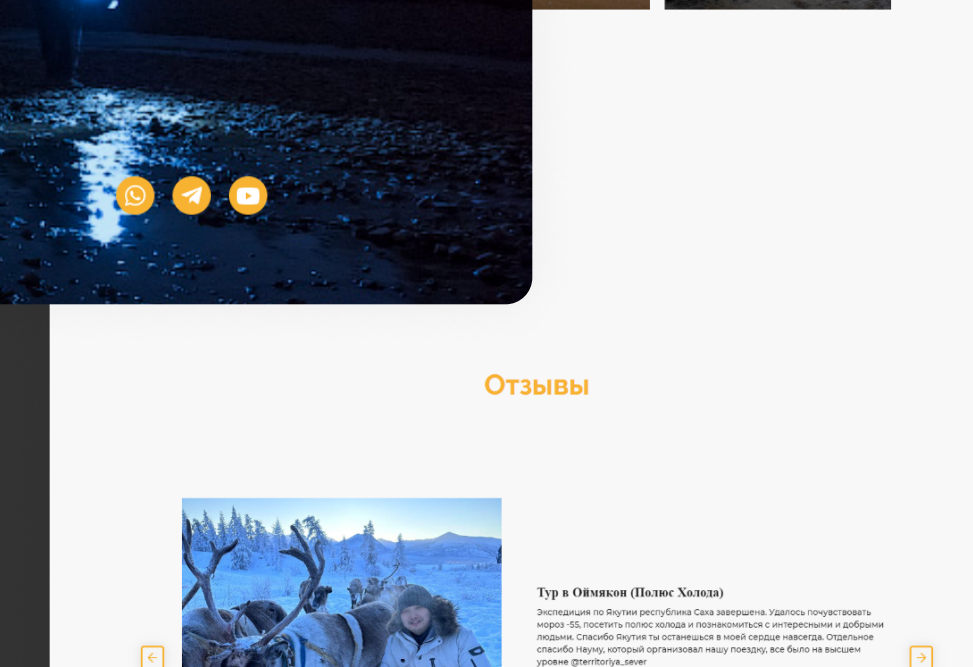 Отзывы
Тур в Оймякон (Полюс Холода)
Экспедиция по Якутии республика Саха завершена. Удалось почувствовать
мороз -55, посетить полюс холода и познакомиться с интересными и добрыми
людьми. Спасибо Якутия ты останешься в моей сердце навсегда. Отдельное
спасибо Науму, который организовал нашу поездку, все было на высшем
уровне @territoriya_sever